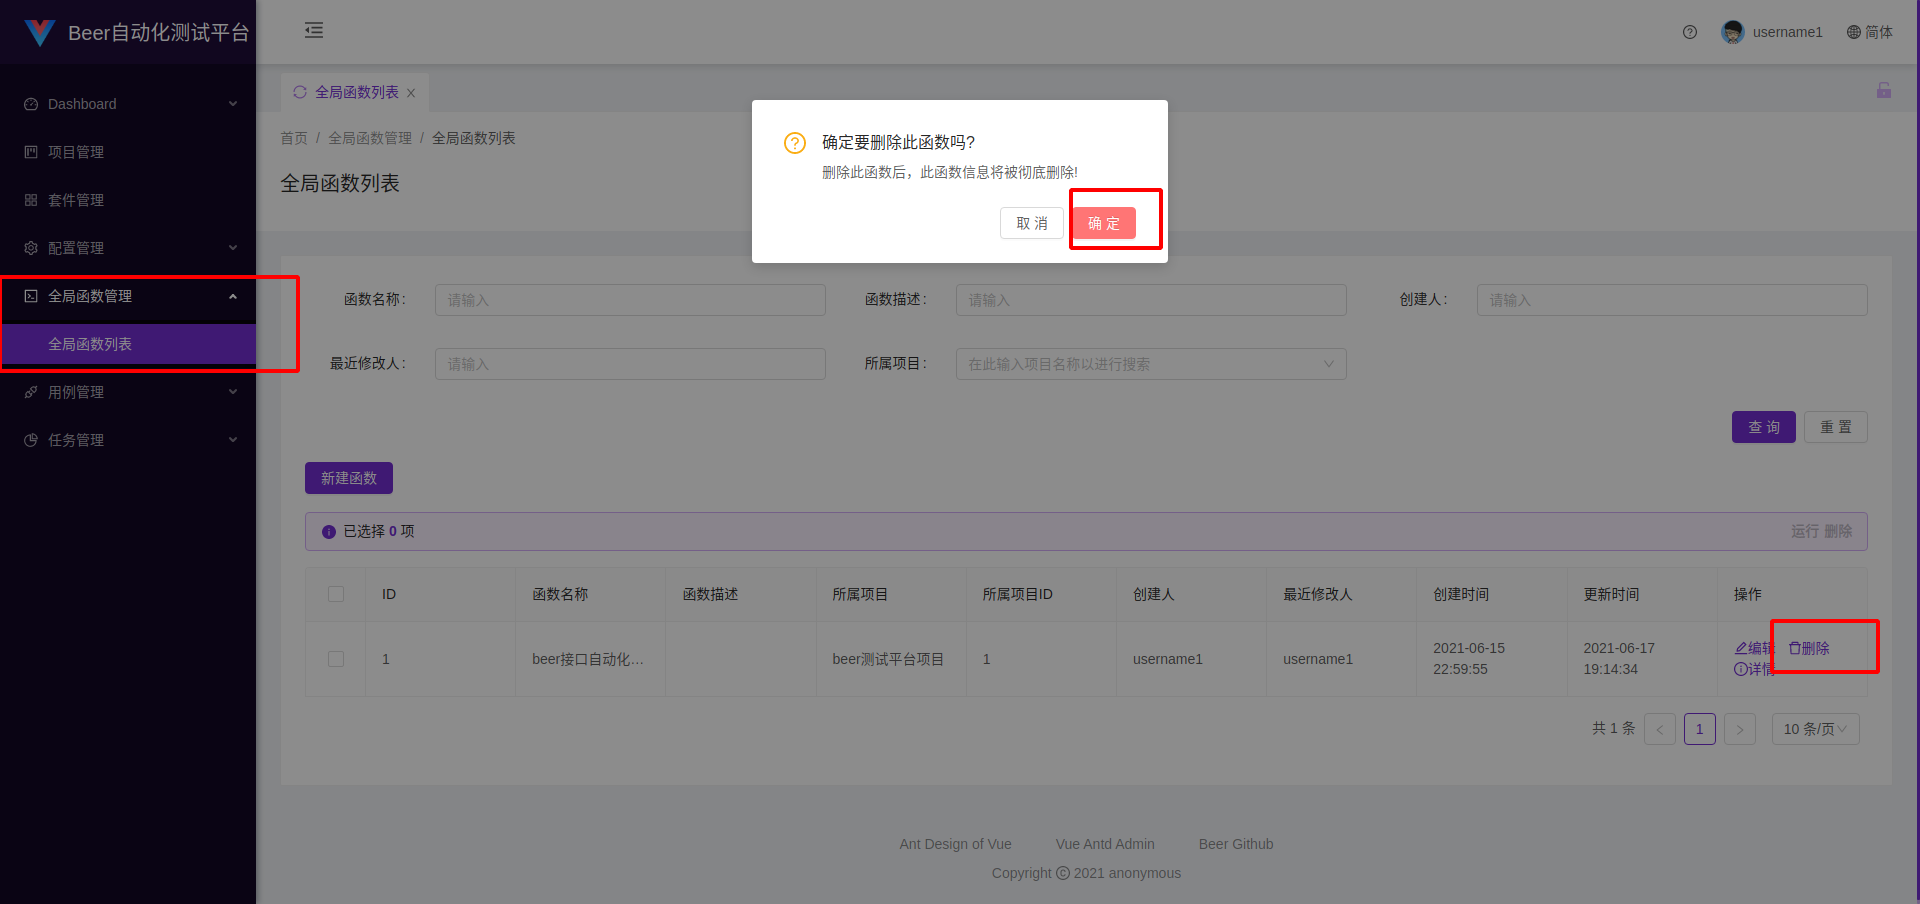 Beer自动化测试平台
username1
简体
Dashboard
项目管理
套件管理
配置管理
全局函数管理
全局函数列表
用例管理
任务管理
全局函数列表
首页 / 全局函数管理 / 全局函数列表
全局函数列表
确定要删除此函数吗?
删除此函数后，此函数信息将被彻底删除!
取 消
确 定
函数名称: 请输入
函数描述: 请输入
创建人: 请输入
最近修改人: 请输入
所属项目: 在此输入项目名称以进行搜索
查 询
重 置
新建函数
已选择 0 项
运行 删除
ID 函数名称 函数描述 所属项目 所属项目ID 创建人 最近修改人 创建时间 更新时间 操作
1 beer接口自动化… beer测试平台项目 1 username1 username1
2021-06-15
22:59:55
2021-06-17
19:14:34
编辑 删除
详情
共 1 条
1
10 条/页
Ant Design of Vue Vue Antd Admin Beer Github
Copyright © 2021 anonymous